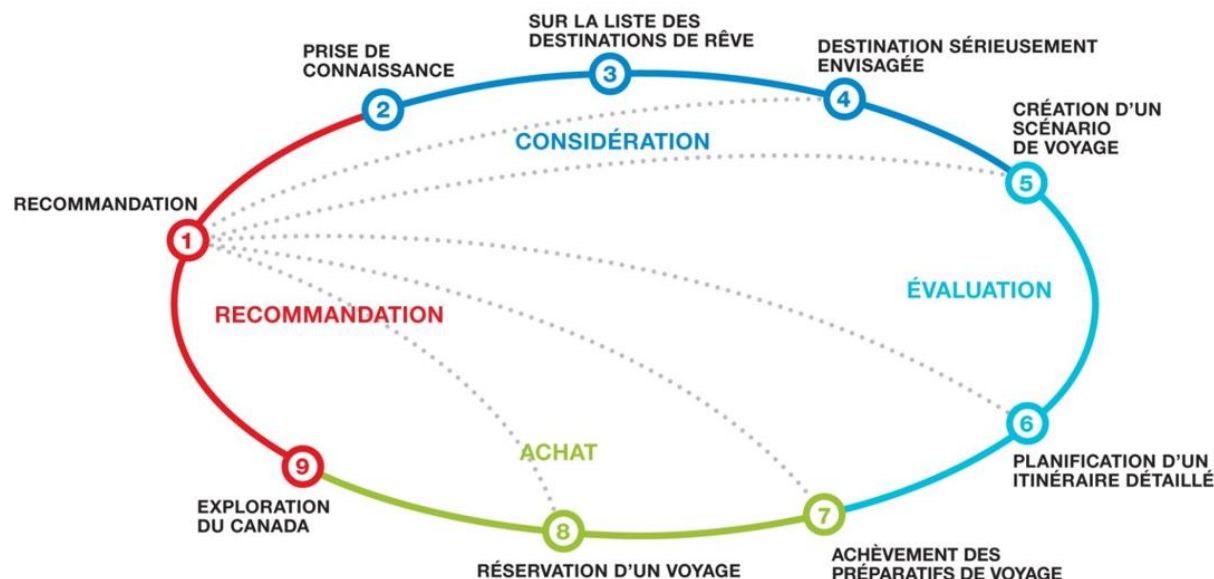 SUR LA LISTE DES
DESTINATIONS DE RÊVE
PRISE DE
CONNAISSANCE
DESTINATION SÉRIEUSEMENT
ENVISAGÉE
3
4
2
CRÉATION D'UN
SCÉNARIO
DE VOYAGE
CONSIDÉRATION
5
RECOMMANDATION
1
ÉVALUATION
RECOMMANDATION
6
ACHAT
PLANIFICATION D'UN
ITINÉRAIRE DÉTAILLÉ
9
EXPLORATION
DU CANADA
7
8
ACHÈVEMENT DES
PRÉPARATIFS DE VOYAGE
RÉSERVATION D'UN VOYAGE